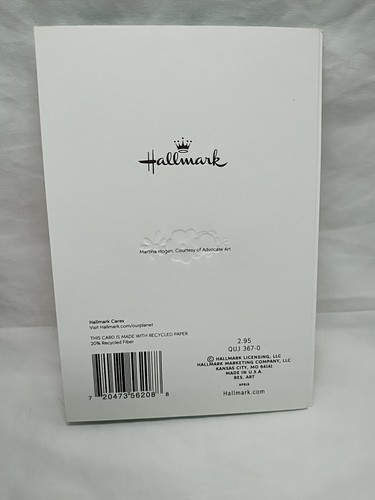 Hallmark
Martha Hogan, Courtesy of Advocate Art
Hallmark Cares
Visit Hallmark.com/ourplanet
THIS CARD IS MADE WITH RECYCLED PAPER
20% Recycled Fiber
7 20473 56208 8
2.95
QUJ 367-0
© HALLMARK LICENSING, LLC
HALLMARK MARKETING COMPANY, LLC
KANSAS CITY, MO 64141
MADE IN U.S.A.
RES. ART
Hallmark.com